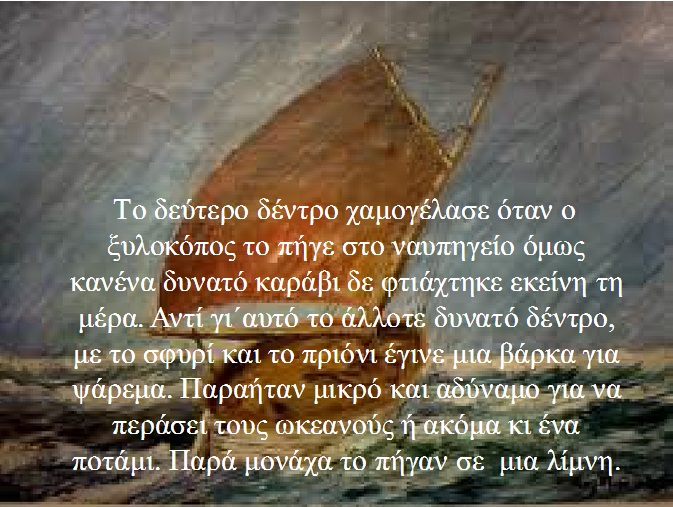 Το δεύτερο δέντρο χαμογέλασε όταν ο
ξυλοκόπος το πήγε στο ναυπηγείο όμως
κανένα δυνατό καράβι δε φτιάχτηκε εκείνη τη
μέρα. Αντί γι΄αυτό το άλλοτε δυνατό δέντρο,
με το σφυρί και το πριόνι έγινε μια βάρκα για
ψάρεμα. Παραήταν μικρό και αδύναμο για να
περάσει τους ωκεανούς ή ακόμα κι ένα
ποτάμι. Παρά μονάχα το πήγαν σε  μια λίμνη.